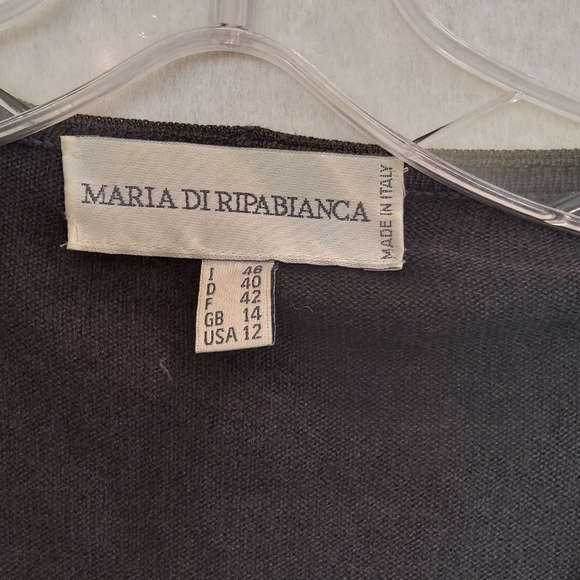 MARIA DI RIPABIANCA
MADE IN ITALY
I 46
D 40
F 42
GB 14
USA 12